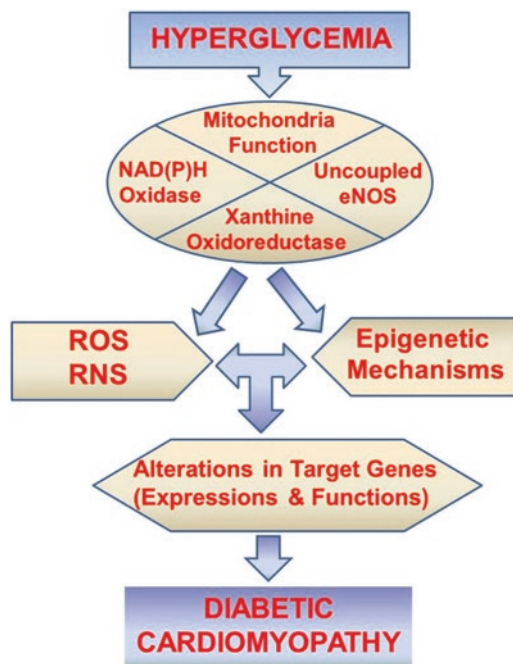 HYPERGLYCEMIA
Mitochondria
Function
NAD(P)H
Oxidase
Uncoupled
eNOS
Xanthine
Oxidoreductase
ROS
RNS
Epigenetic
Mechanisms
Alterations in Target Genes
(Expressions & Functions)
DIABETIC
CARDIOMYOPATHY